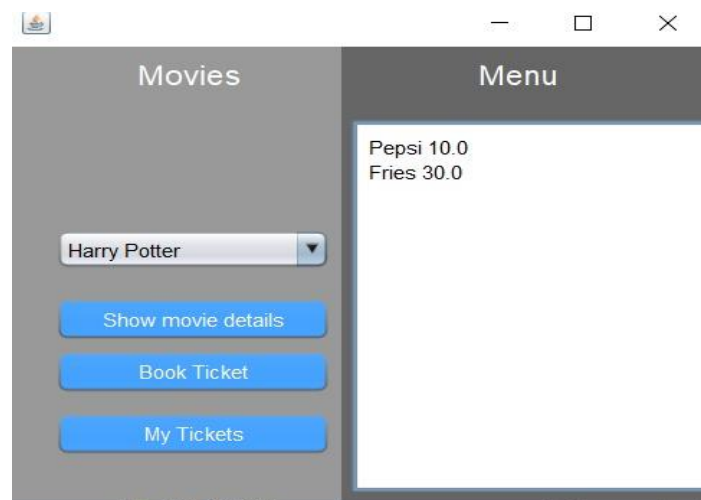 Movies
Harry Potter
Show movie details
Book Ticket
My Tickets
Menu
Pepsi 10.0
Fries 30.0